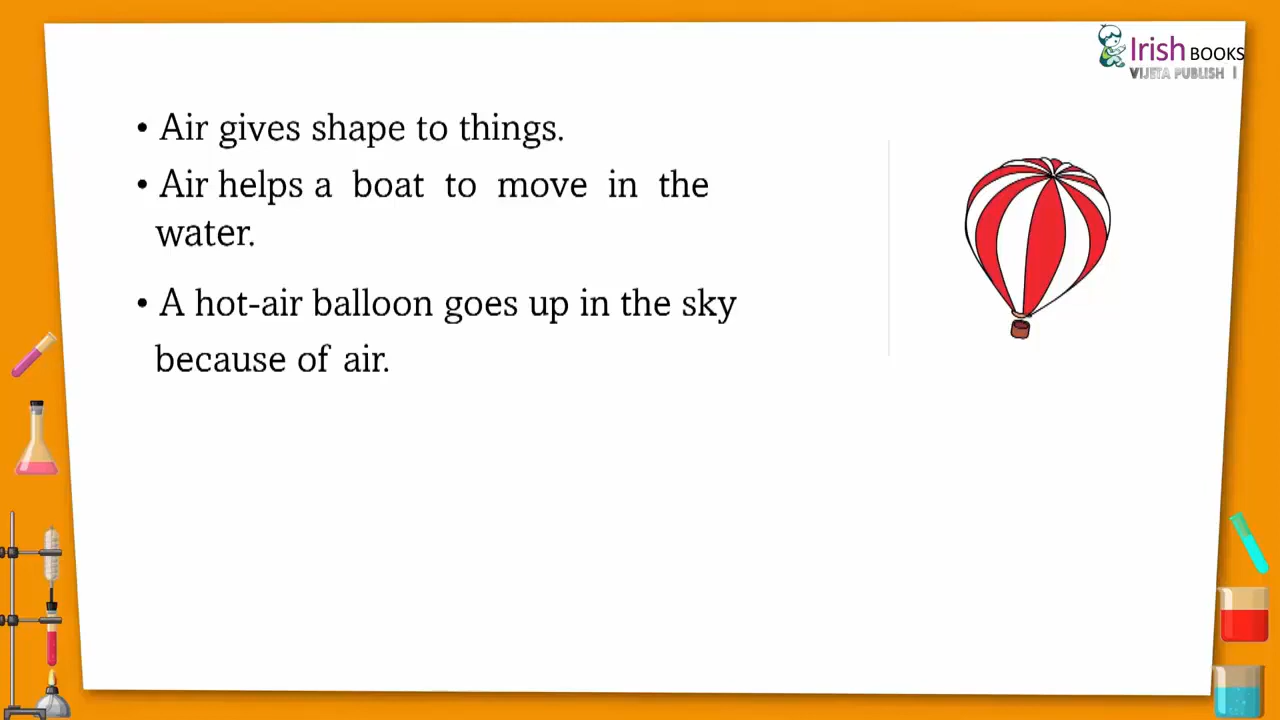 Irish BOOKS
VIJETA PUBLISH
• Air gives shape to things.
• Air helps a boat to move in the
water.
• A hot-air balloon goes up in the sky
because of air.